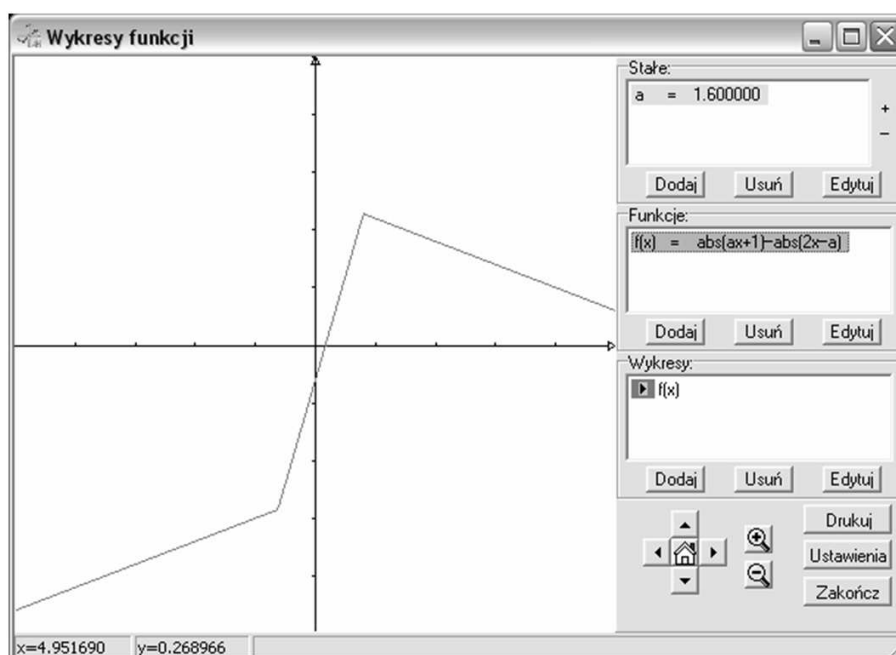 Wykresy funkcji
Stałe:
a = 1.600000
+
−
Dodaj Usuń Edytuj
Funkcje:
f(x) = abs(ax+1)-abs(2x-a)
Dodaj Usuń Edytuj
Wykresy:
f(x)
Dodaj Usuń Edytuj
Drukuj
Ustawienia
Zakończ
x=4.951690 y=0.268966